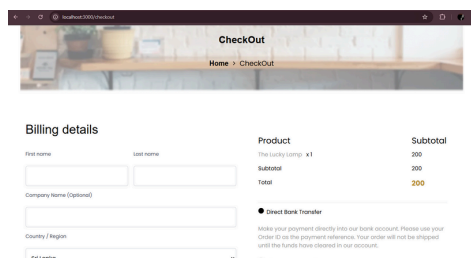 localhost:3000/checkout
CheckOut
Home > CheckOut
Billing details
First name
Last name
Company Name (Optional)
Country / Region
Sri Lanka
Product Subtotal
The Lucky Lamp x 1 200
Subtotal 200
Total 200
Direct Bank Transfer
Make your payment directly into our bank account. Please use your
Order ID as the payment reference. Your order will not be shipped
until the funds have cleared in our account.